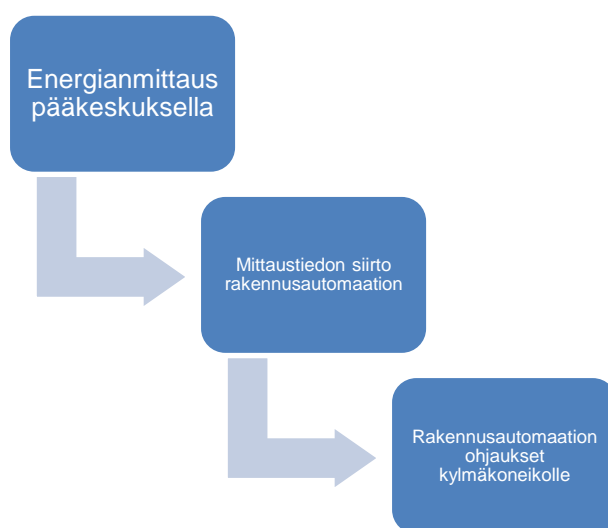 Energianmittaus
pääkeskuksella
Mittaustiedon siirto
rakennusautomaation
Rakennusautomaation
ohjaukset
kylmäkoneikolle